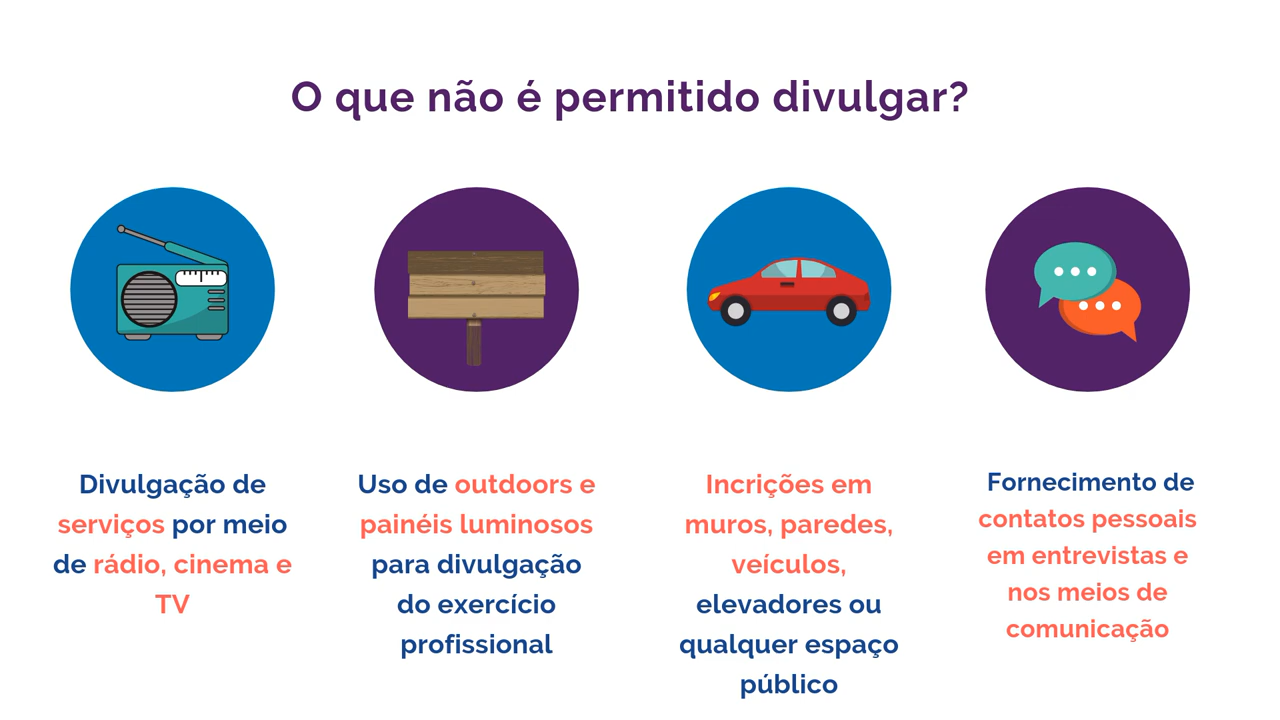 O que não é permitido divulgar?
Divulgação de
serviços por meio
de rádio, cinema e
TV
Uso de outdoors e
painéis luminosos
para divulgação
do exercício
profissional
Incrições em
muros, paredes,
veículos,
elevadores ou
qualquer espaço
público
Fornecimento de
contatos pessoais
em entrevistas e
nos meios de
comunicação